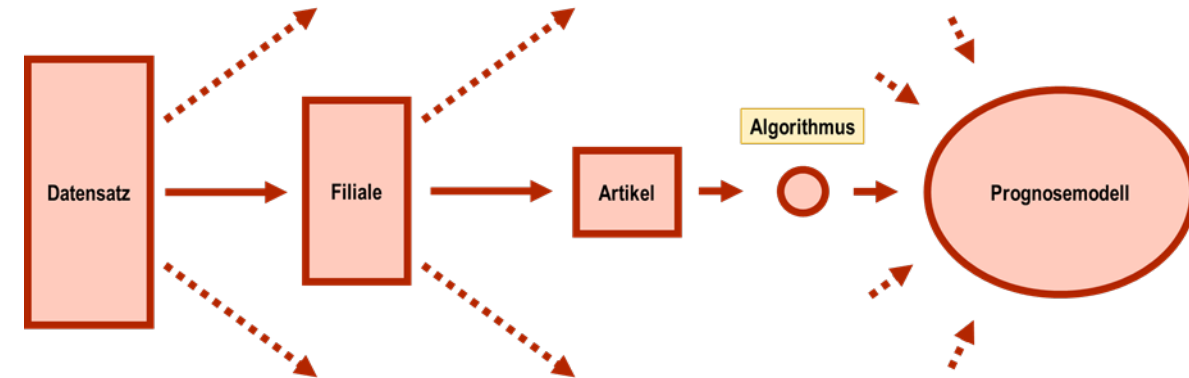 Datensatz
Filiale
Artikel
Algorithmus
Prognosemodell